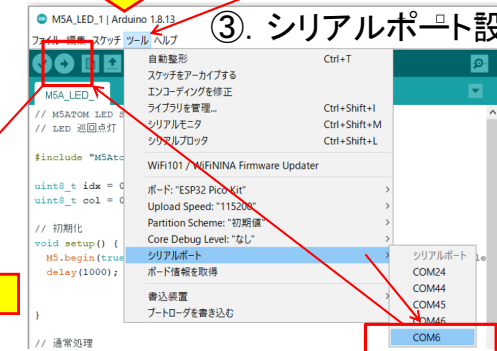 M5A_LED_1 | Arduino 1.8.13
③. シリアルポート設
ファイル 編集 スケッチ ツール ヘルプ
M5A_LED_1
自動整形 Ctrl+T
スケッチをアーカイブする
エンコーディングを修正
ライブラリを管理... Ctrl+Shift+I
シリアルモニタ Ctrl+Shift+M
シリアルプロッタ Ctrl+Shift+L
WiFi101 / WiFiNINA Firmware Updater
ボード: "ESP32 Pico Kit"
Upload Speed: "115200"
Partition Scheme: "初期値"
Core Debug Level: "なし"
シリアルポート
ボード情報を取得
書込装置
ブートローダを書き込む
シリアルポート
COM24
COM44
COM45
COM46
COM6
// M5ATOM LED S
// LED 巡回点灯
#include "M5Ato
uint8_t idx = 0
uint8_t col = 0
// 初期化
void setup() {
M5.begin(true
le
delay(1000);
}
// 通常処理